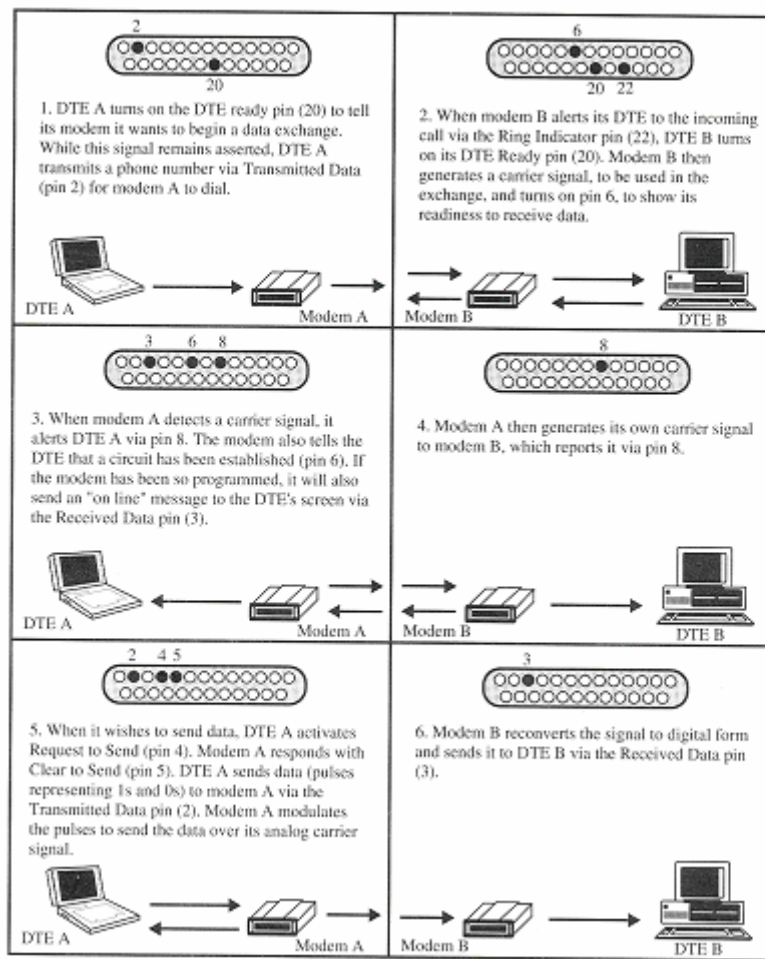 2
20
1. DTE A turns on the DTE ready pin (20) to tell
its modem it wants to begin a data exchange.
While this signal remains asserted, DTE A
transmits a phone number via Transmitted Data
(pin 2) for modem A to dial.
DTE A
Modem A
6
20 22
2. When modem B alerts its DTE to the incoming
call via the Ring Indicator pin (22), DTE B turns
on its DTE Ready pin (20). Modem B then
generates a carrier signal, to be used in the
exchange, and turns on pin 6, to show its
readiness to receive data.
Modem B
DTE B
3 6 8
3. When modem A detects a carrier signal, it
alerts DTE A via pin 8. The modem also tells the
DTE that a circuit has been established (pin 6). If
the modem has been so programmed, it will also
send an "on line" message to the DTE's screen via
the Received Data pin (3).
DTE A
Modem A
8
4. Modem A then generates its own carrier signal
to modem B, which reports it via pin 8.
Modem B
DTE B
2 4 5
5. When it wishes to send data, DTE A activates
Request to Send (pin 4). Modem A responds with
Clear to Send (pin 5). DTE A sends data (pulses
representing 1s and 0s) to modem A via the
Transmitted Data pin (2). Modem A modulates
the pulses to send the data over its analog carrier
signal.
DTE A
Modem A
3
6. Modem B reconverts the signal to digital form
and sends it to DTE B via the Received Data pin
(3).
Modem B
DTE B